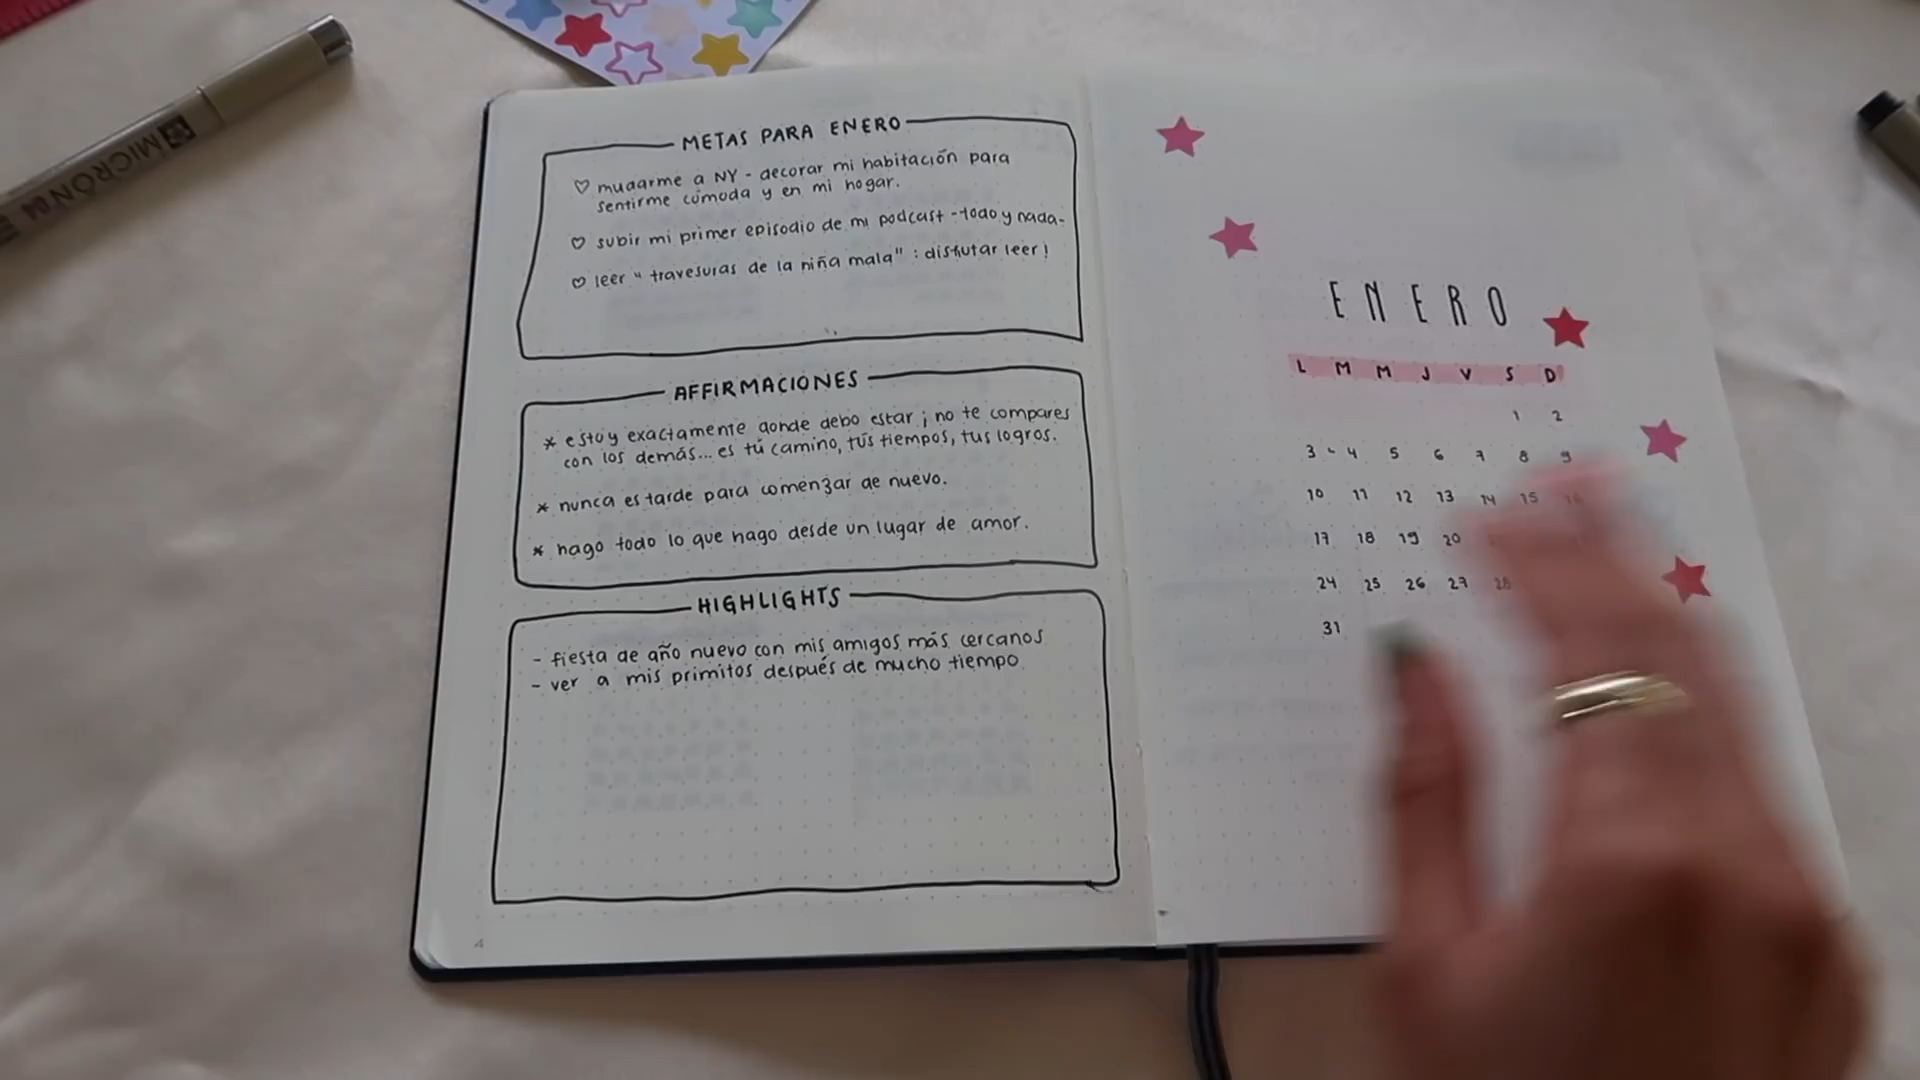 MICRON
METAS PARA ENERO
♡ mudarme a NY - decorar mi habitación para
sentirme cómoda y en mi hogar.
♡ subir mi primer episodio de mi podcast - todo y nada -
♡ leer "travesuras de la niña mala" : disfrutar leer!
AFFIRMACIONES
* estoy exactamente donde debo estar ; no te compares
con los demás... es tú camino, tús tiempos, tus logros.
* nunca es tarde para comenzar de nuevo.
* hago todo lo que hago desde un lugar de amor.
HIGHLIGHTS
- fiesta de año nuevo con mis amigos más cercanos
- ver a mis primitos después de mucho tiempo
4
ENERO
L M M J V S D
1 2
3 4 5 6 7 8 9
10 11 12 13 14 15 16
17 18 19 20
24 25 26 27 28
31